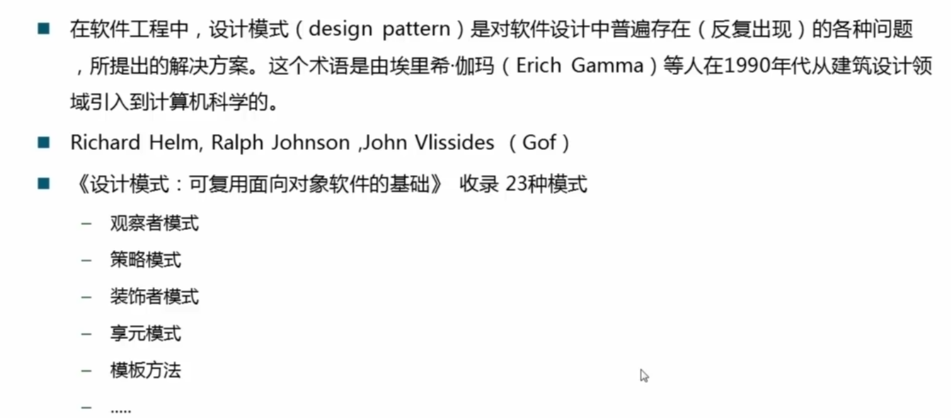 在软件工程中，设计模式（design pattern）是对软件设计中普遍存在（反复出现）的各种问题
，所提出的解决方案。这个术语是由埃里希·伽玛（Erich Gamma）等人在1990年代从建筑设计领
域引入到计算机科学的。
Richard Helm, Ralph Johnson ,John Vlissides （Gof）
《设计模式：可复用面向对象软件的基础》 收录 23种模式
– 观察者模式
– 策略模式
– 装饰者模式
– 享元模式
– 模板方法
– .....